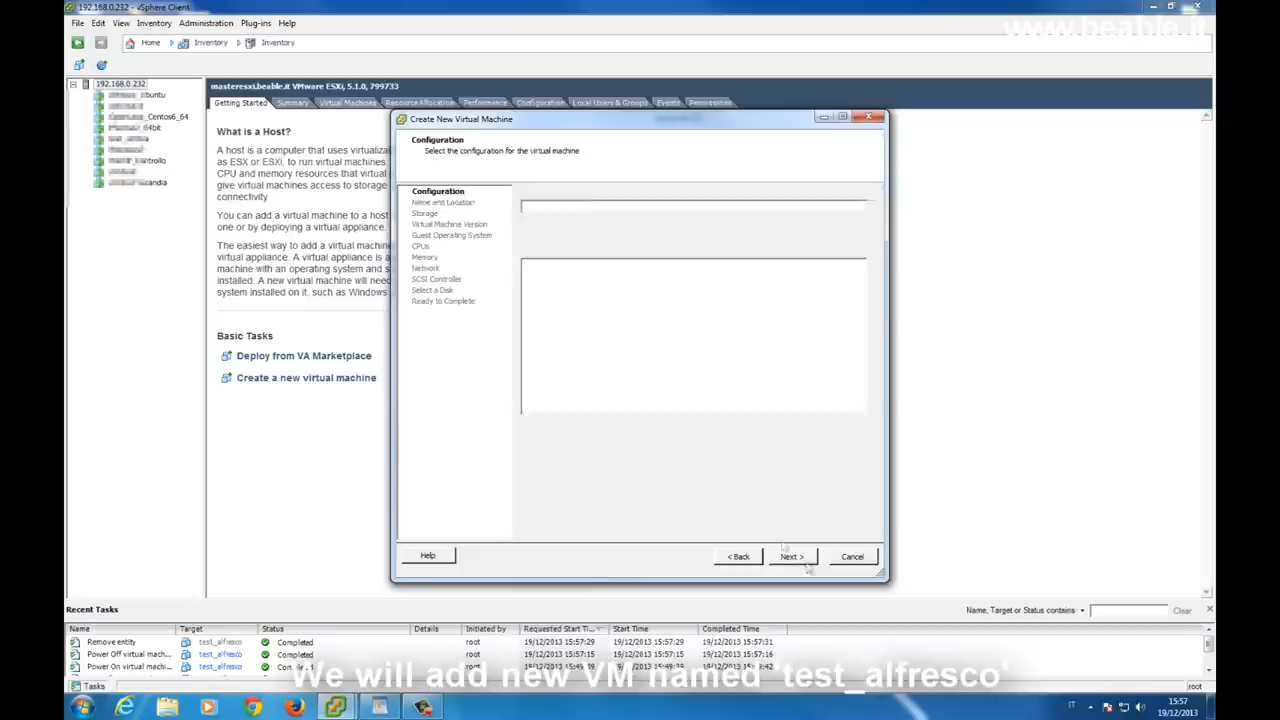 192.168.0.232 - vSphere Client
www.beable.it
File Edit View Inventory Administration Plug-ins Help
Home Inventory Inventory
192.168.0.232
masteresxi.beable.it VMware ESXi, 5.1.0, 799733
Getting Started Summary Virtual Machines Resource Allocation Performance Configuration Local Users & Groups Events Permissions
What is a Host?
A host is a computer that uses virtualiz
as ESX or ESXi, to run virtual machines.
CPU and memory resources that virtual
give virtual machines access to storage
connectivity
You can add a virtual machine to a host
one or by deploying a virtual appliance.
The easiest way to add a virtual machine
virtual appliance. A virtual appliance is a
machine with an operating system and s
installed. A new virtual machine will need
system installed on it, such as Windows
Basic Tasks
Deploy from VA Marketplace
Create a new virtual machine
Create New Virtual Machine
Configuration
Select the configuration for the virtual machine
Configuration
Name and Location
Storage
Virtual Machine Version
Guest Operating System
CPUs
Memory
Network
SCSI Controller
Select a Disk
Ready to Complete
Help < Back Next > Cancel
Recent Tasks
Name, Target or Status contains: Clear
Name Target Status Details Initiated by Requested Start Ti... Start Time Completed Time
Remove entity test_alfresco Completed root 19/12/2013 15:57:29 19/12/2013 15:57:29 19/12/2013 15:57:31
Power Off virtual mach... test_alfresco Completed root 19/12/2013 15:57:15 19/12/2013 15:57:15 19/12/2013 15:57:16
Power On virtual machi... test_alfresco
We will add new VM named 'test_alfresco'
Tasks root
IT
15:57
19/12/2013